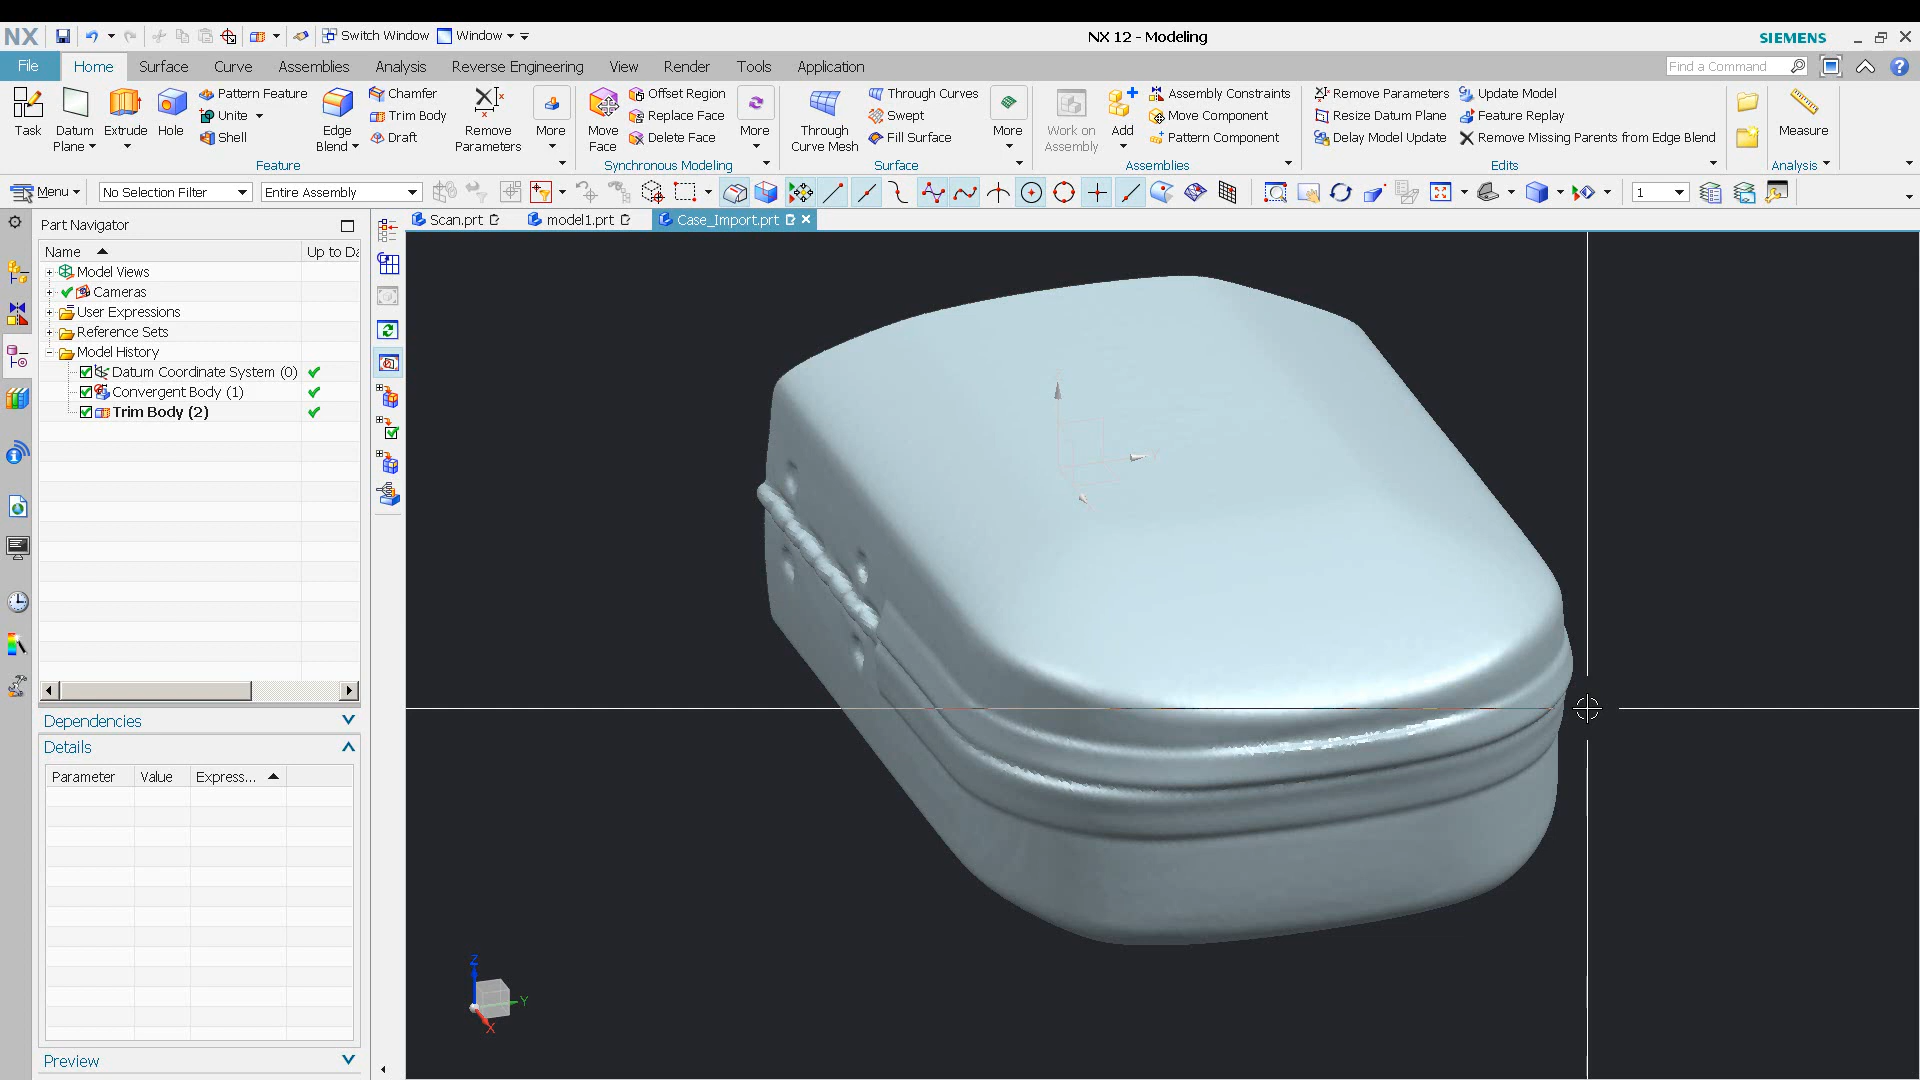 NX Switch Window Window NX 12 - Modeling SIEMENS
File Home Surface Curve Assemblies Analysis Reverse Engineering View Render Tools Application Find a Command
Pattern Feature Chamfer Offset Region Through Curves Assembly Constraints Remove Parameters Update Model
Unite Trim Body Replace Face Swept Move Component Resize Datum Plane Feature Replay
Task Datum Plane Extrude Hole Shell Edge Blend Draft Remove Parameters More Move Face Delete Face More Through Curve Mesh Fill Surface More Work on Assembly Add Pattern Component Delay Model Update Remove Missing Parents from Edge Blend Measure
Feature Synchronous Modeling Surface Assemblies Edits Analysis
Menu No Selection Filter Entire Assembly 1
Part Navigator Scan.prt model1.prt Case_Import.prt
Name Up to Da
Model Views
Cameras
User Expressions
Reference Sets
Model History
Datum Coordinate System (0)
Convergent Body (1)
Trim Body (2)
Dependencies
Details
Parameter Value Express...
Preview
Z
Y
X